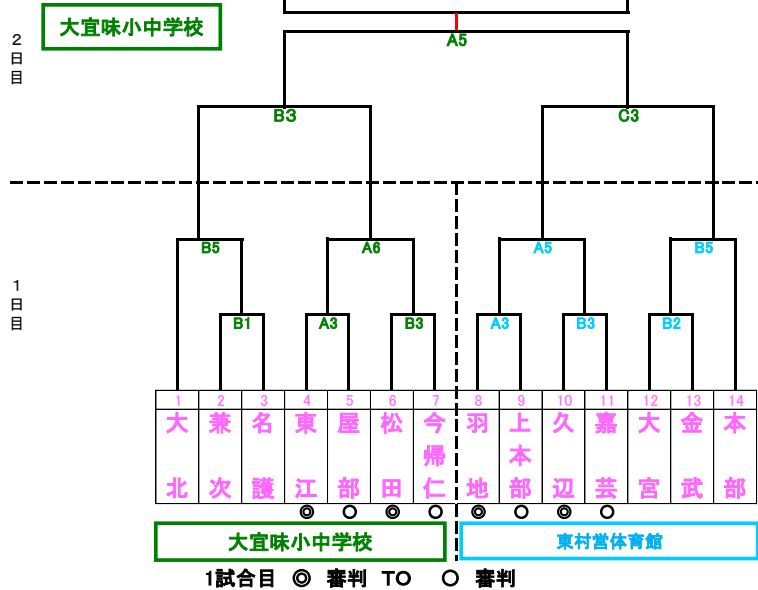 大宜味小中学校
2日目
A5
B3 C3
B5 A6 A5 B5
1日目
B1 A3 B3 A3 B3 B2
1 2 3 4 5 6 7 8 9 10 11 12 13 14
大北 兼次 名護 東江 屋部 松田 今帰仁 羽地 上本部 久辺 嘉芸 大宮 金武 本部
◎ ○ ◎ ○ ◎ ○ ◎ ○
大宜味小中学校 東村営体育館
1試合目 ◎ 審判 TO ○ 審判